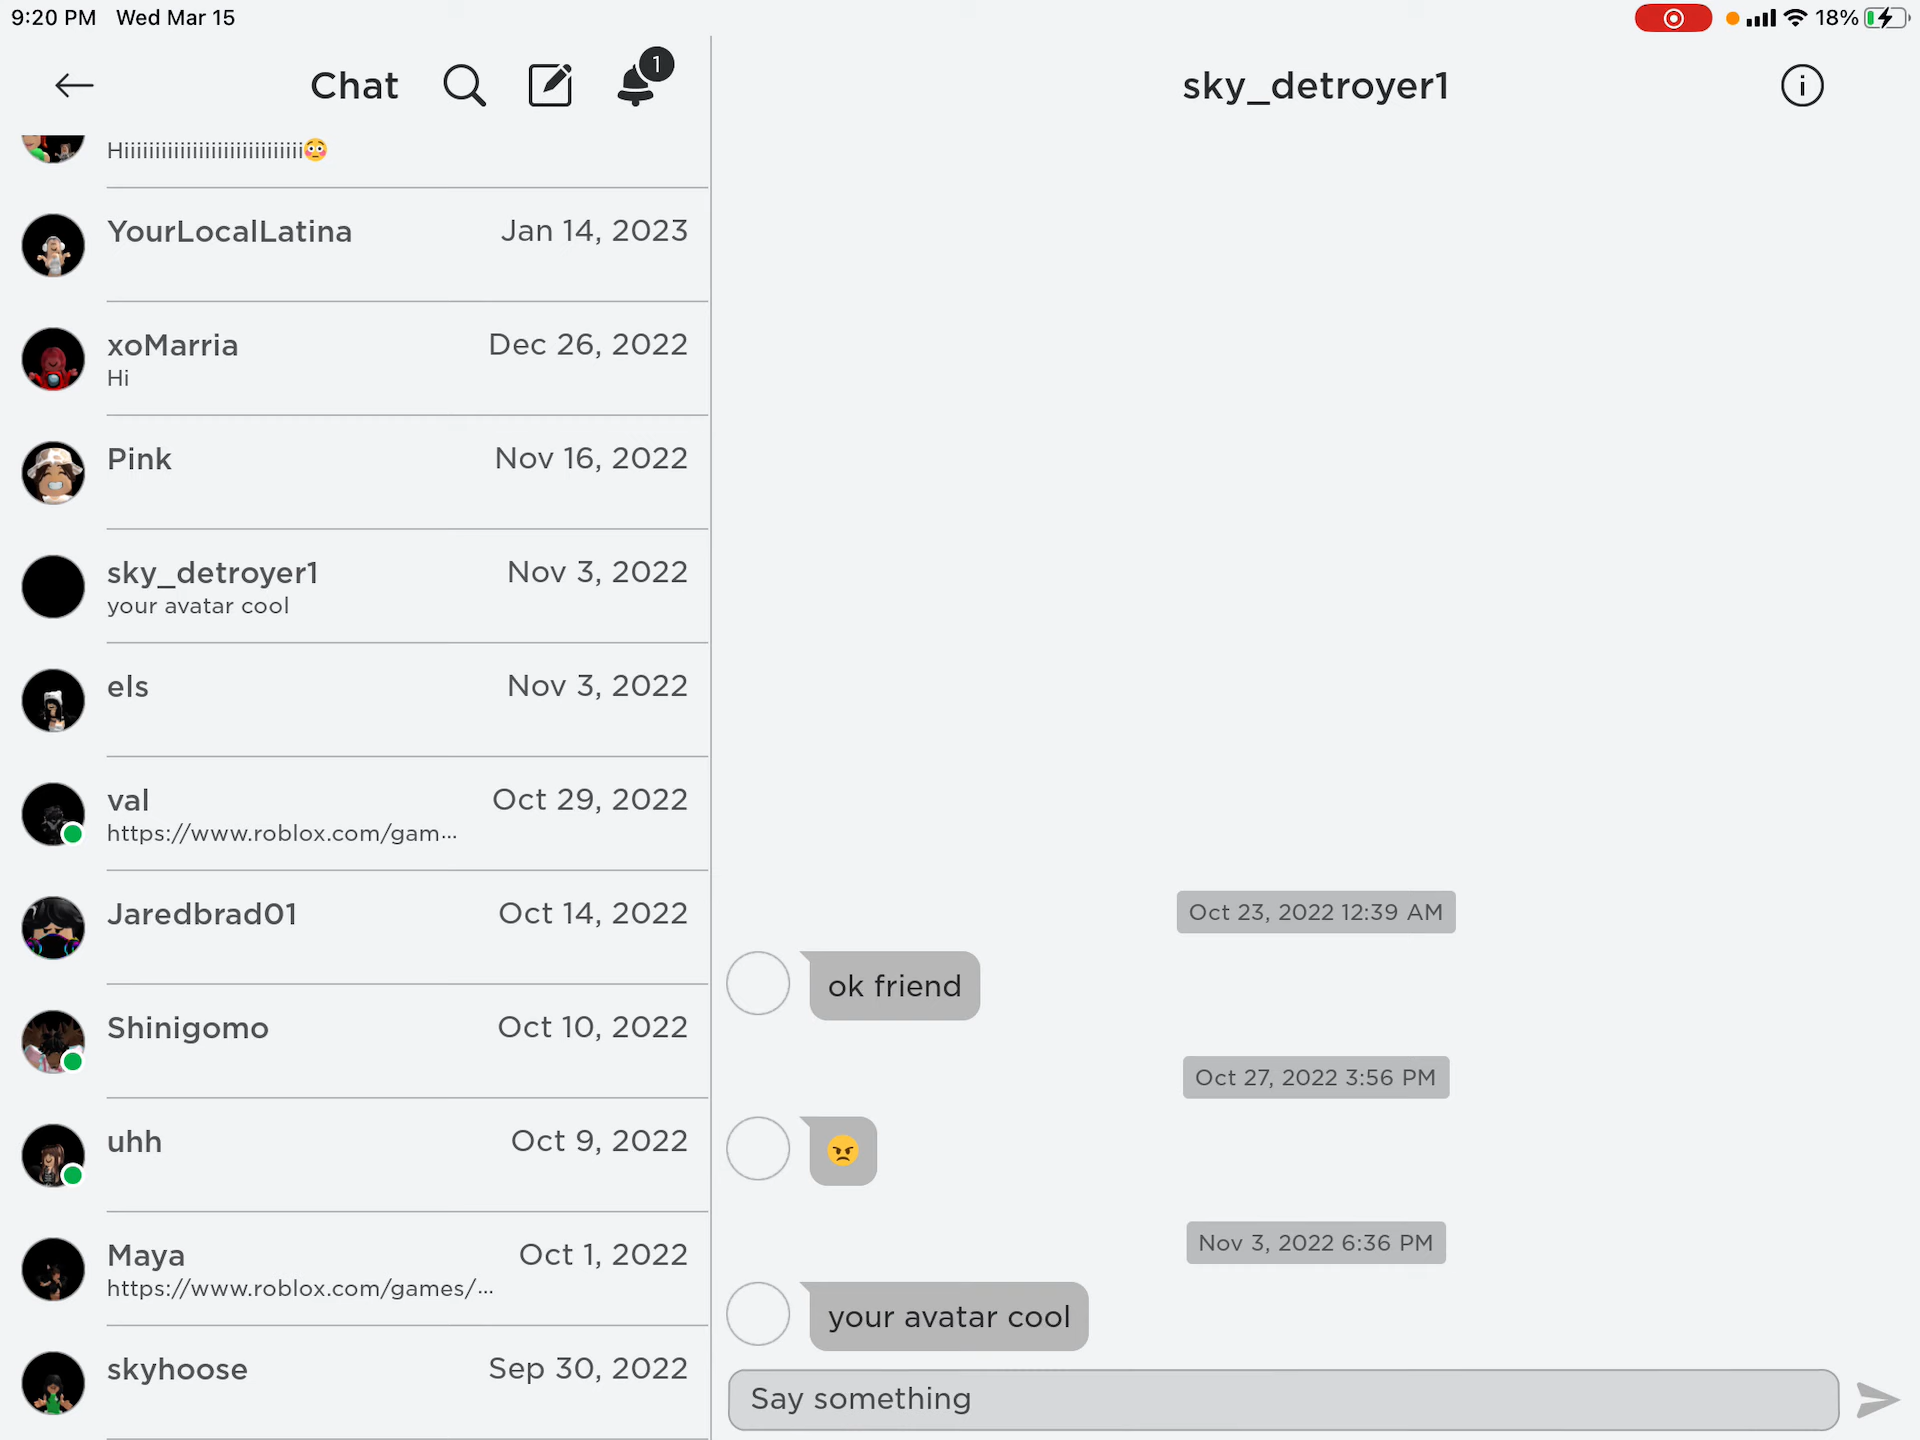 9:20 PM Wed Mar 15
18%
Chat
1
sky_detroyer1
i
Hiiiiiiiiiiiiiiiiiiiiiiiiiiiii😳
YourLocalLatina Jan 14, 2023
xoMarria Dec 26, 2022
Hi
Pink Nov 16, 2022
sky_detroyer1 Nov 3, 2022
your avatar cool
els Nov 3, 2022
val Oct 29, 2022
https://www.roblox.com/gam...
Jaredbrad01 Oct 14, 2022
Shinigomo Oct 10, 2022
uhh Oct 9, 2022
Maya Oct 1, 2022
https://www.roblox.com/games/...
skyhoose Sep 30, 2022
Oct 23, 2022 12:39 AM
ok friend
Oct 27, 2022 3:56 PM
😠
Nov 3, 2022 6:36 PM
your avatar cool
Say something